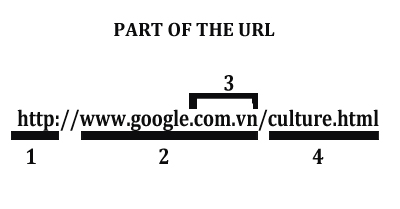 PART OF THE URL
3
http://www.google.com.vn/culture.html
1 2 4